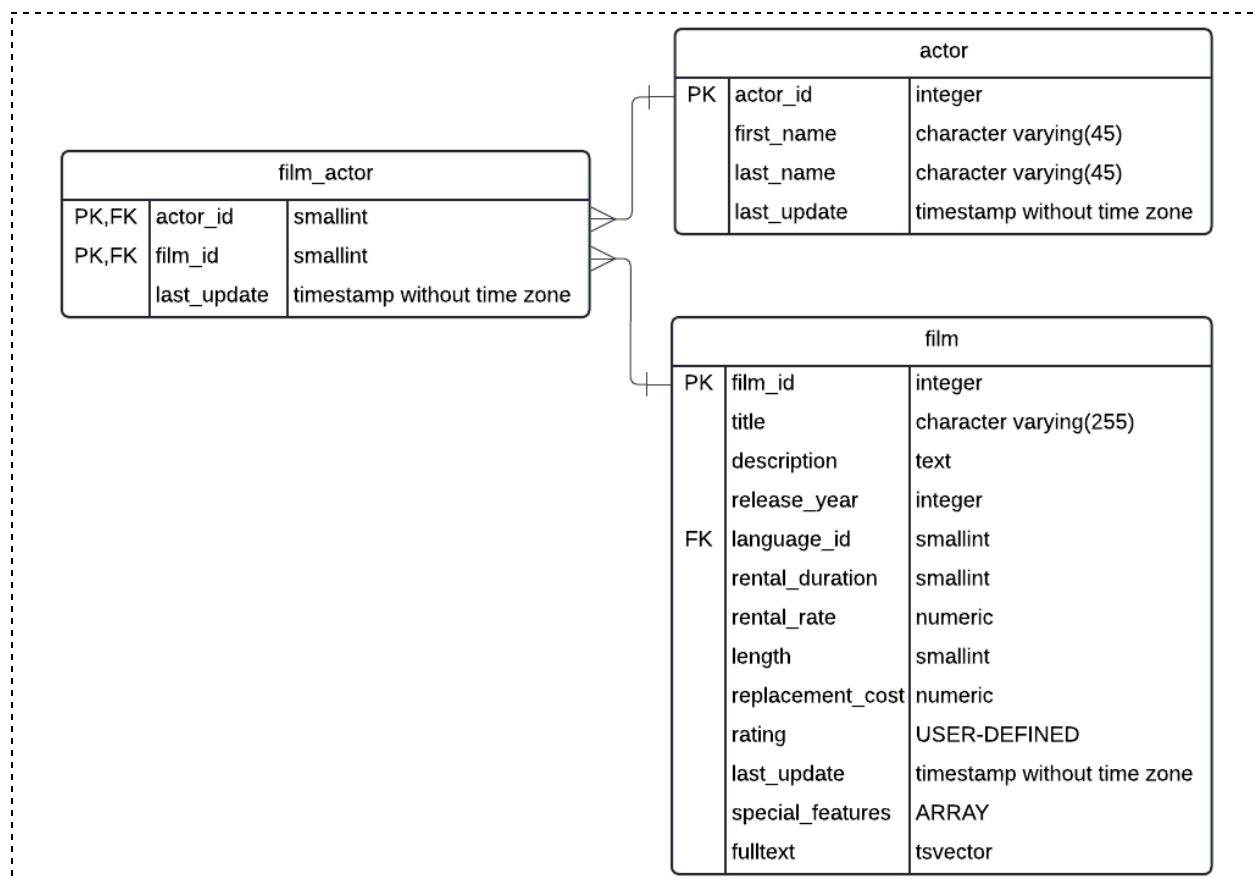 actor
PK actor_id integer
first_name character varying(45)
last_name character varying(45)
last_update timestamp without time zone
film_actor
PK,FK actor_id smallint
PK,FK film_id smallint
last_update timestamp without time zone
film
PK film_id integer
title character varying(255)
description text
release_year integer
FK language_id smallint
rental_duration smallint
rental_rate numeric
length smallint
replacement_cost numeric
rating USER-DEFINED
last_update timestamp without time zone
special_features ARRAY
fulltext tsvector